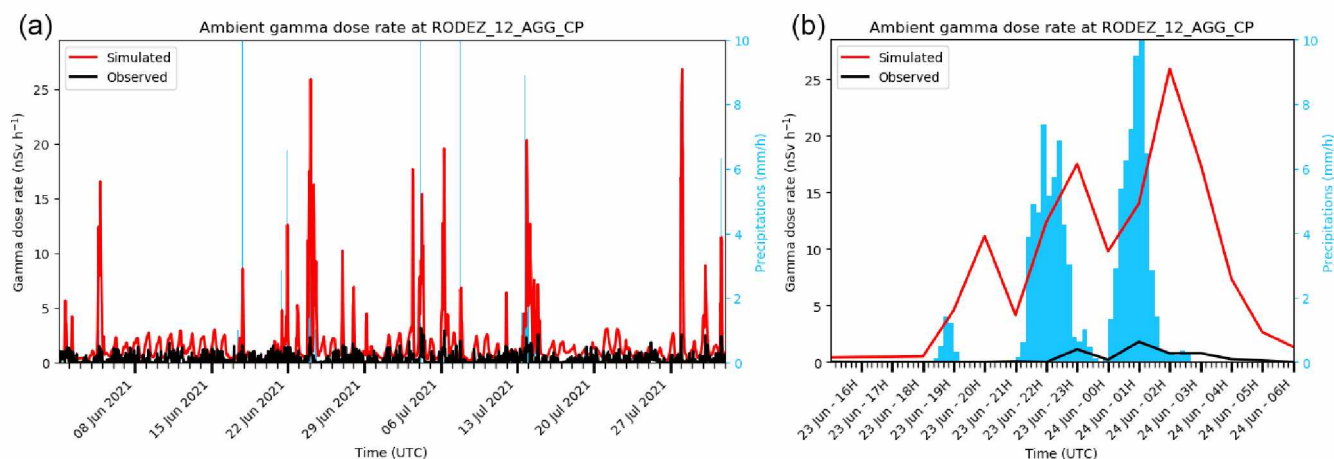 (a)
Ambient gamma dose rate at RODEZ_12_AGG_CP
Simulated
Observed
Gamma dose rate (nSv h⁻¹)
25
20
15
10
5
0
10
8
6
4
2
0
Precipitations (mm/h)
08 Jun 2021
15 Jun 2021
22 Jun 2021
29 Jun 2021
6 Jul 2021
13 Jul 2021
20 Jul 2021
27 Jul 2021
Time (UTC)
(b)
Ambient gamma dose rate at RODEZ_12_AGG_CP
Simulated
Observed
Gamma dose rate (nSv h⁻¹)
25
20
15
10
5
0
10
8
6
4
2
0
Precipitations (mm/h)
23 Jun - 16H
23 Jun - 17H
23 Jun - 18H
23 Jun - 19H
23 Jun - 20H
23 Jun - 21H
23 Jun - 22H
23 Jun - 23H
24 Jun - 00H
24 Jun - 01H
24 Jun - 02H
24 Jun - 03H
24 Jun - 04H
24 Jun - 05H
24 Jun - 06H
Time (UTC)